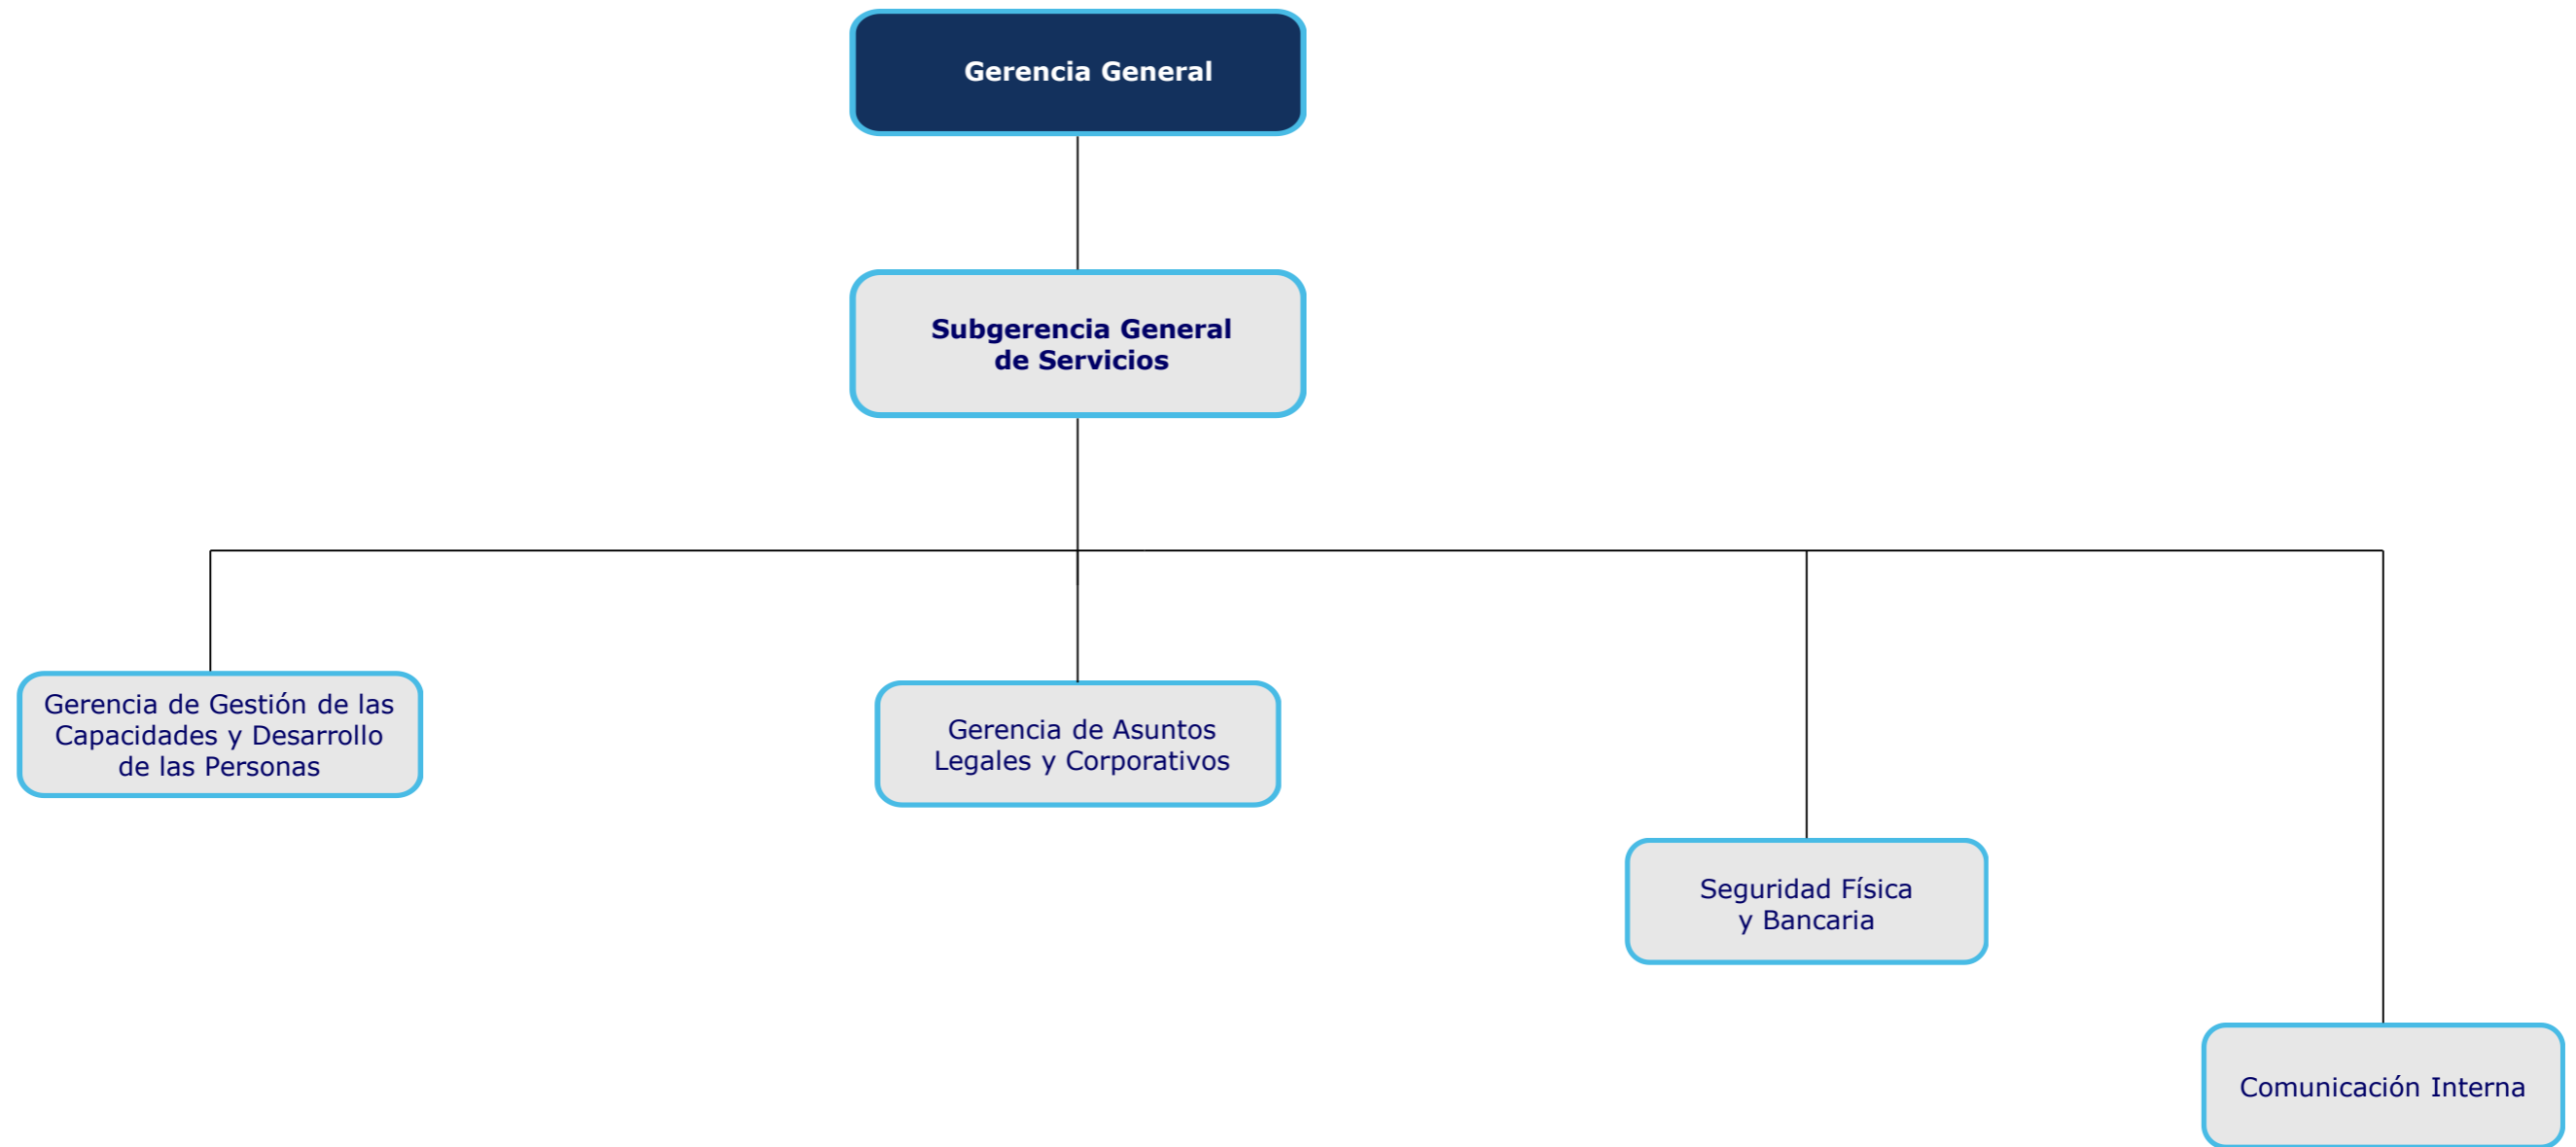 Gerencia General
Subgerencia General
de Servicios
Gerencia de Gestión de las
Capacidades y Desarrollo
de las Personas
Gerencia de Asuntos
Legales y Corporativos
Seguridad Física
y Bancaria
Comunicación Interna